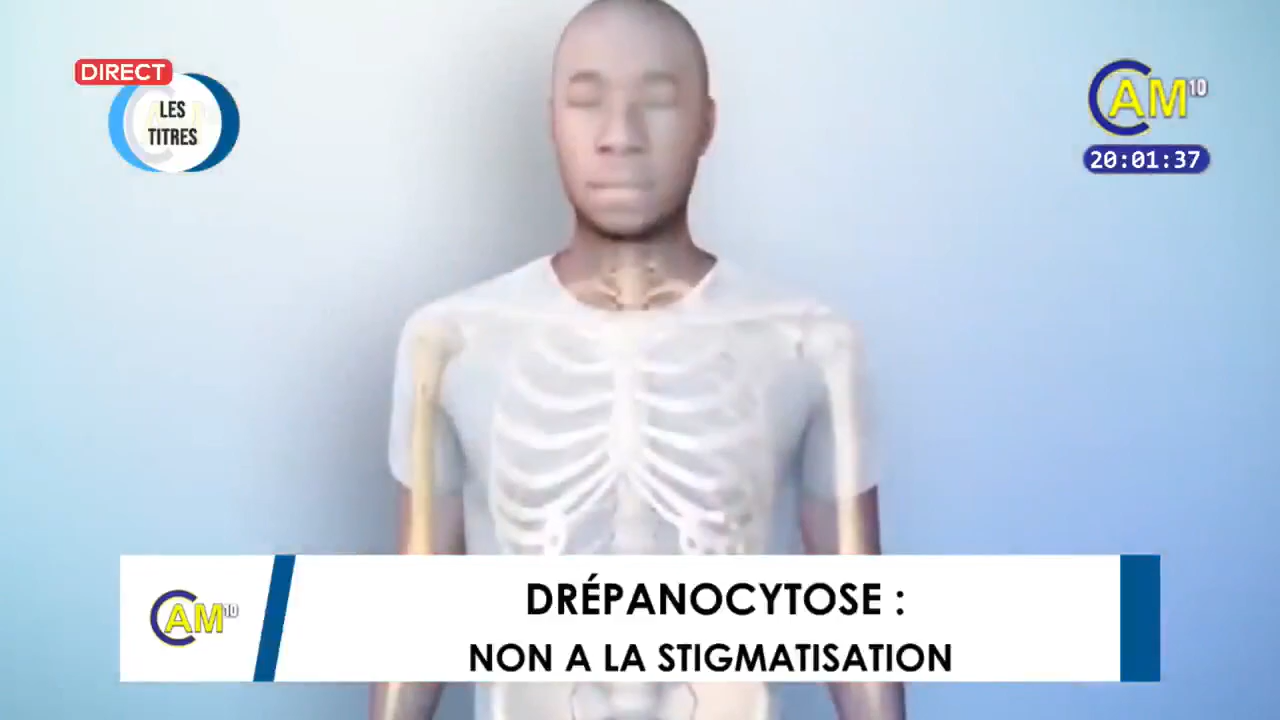 DIRECT
LES
TITRES
CAM10
20:01:37
CAM10
DRÉPANOCYTOSE :
NON A LA STIGMATISATION